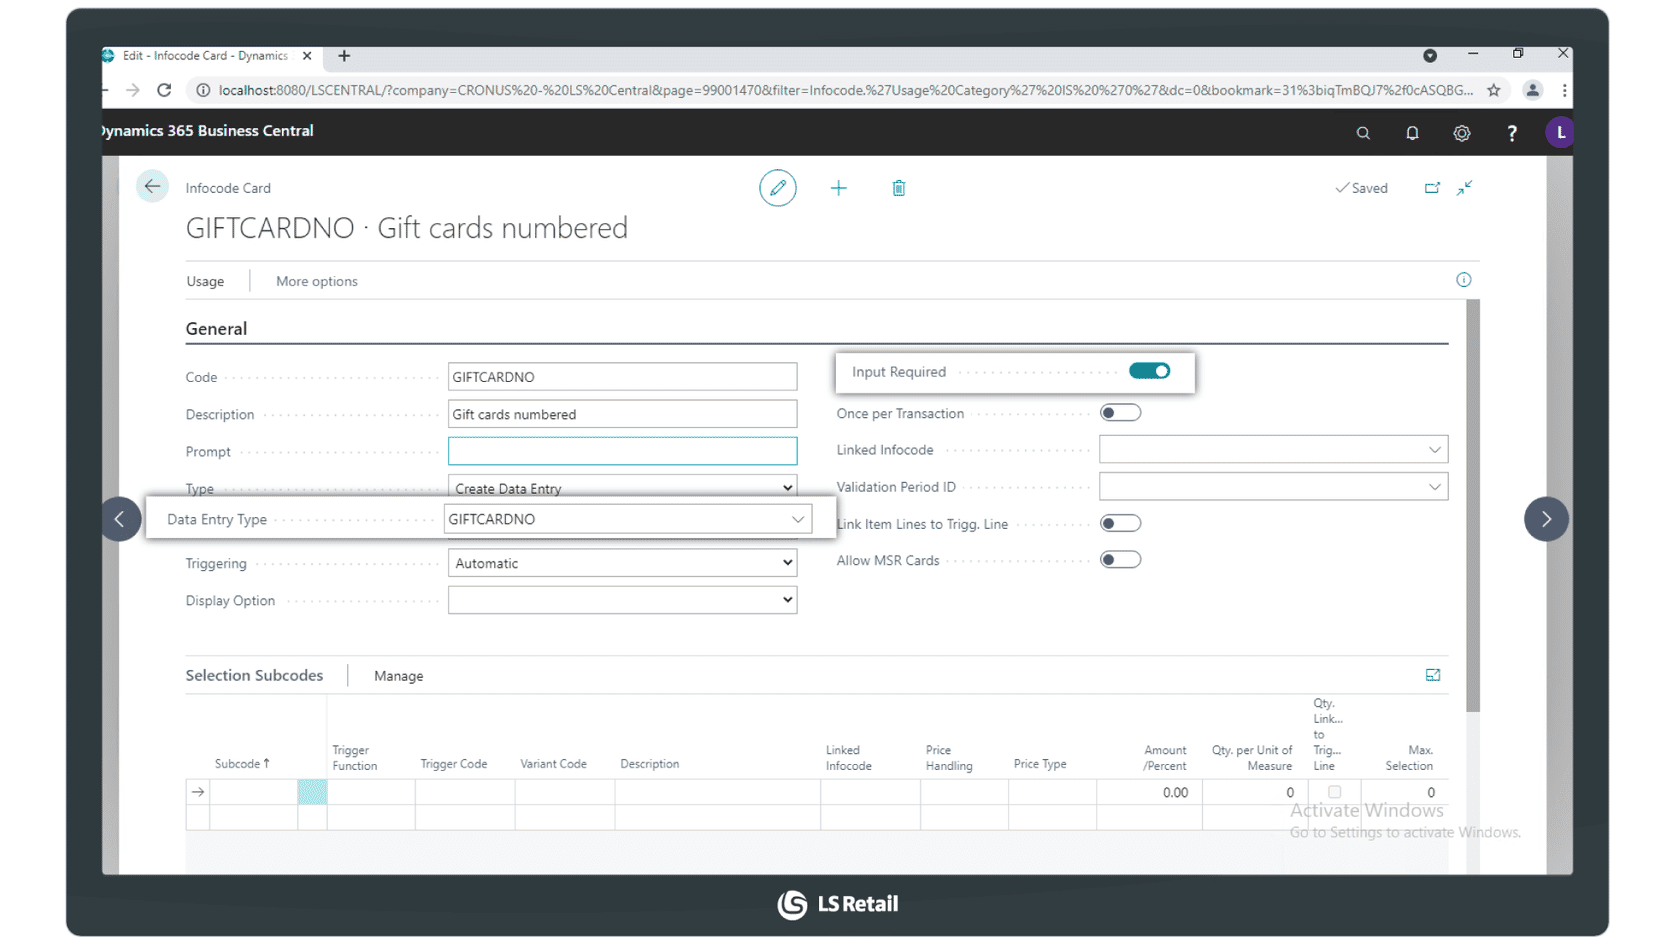 Edit - Infocode Card - Dynamics
localhost:8080/LSCENTRAL/?company=CRONUS%20-%20LS%20Central&page=99001470&filter=Infocode.%27Usage%20Category%27%20IS%20%270%27&dc=0&bookmark=31%3biqTmBQJ7%2f0cASQBG...
Dynamics 365 Business Central
?
L
Infocode Card
Saved
GIFTCARDNO · Gift cards numbered
Usage
More options
General
Code
GIFTCARDNO
Input Required
Description
Gift cards numbered
Once per Transaction
Prompt
Linked Infocode
Type
Create Data Entry
Validation Period ID
Data Entry Type
GIFTCARDNO
Link Item Lines to Trigg. Line
Triggering
Automatic
Allow MSR Cards
Display Option
Selection Subcodes
Manage
Subcode ↑
Trigger
Function
Trigger Code
Variant Code
Description
Linked
Infocode
Price
Handling
Price Type
Amount
/Percent
Qty. per Unit of
Measure
Qty.
Link...
to
Trig...
Line
Max.
Selection
0.00
0
0
Activate Windows
Go to Settings to activate Windows.
LS Retail